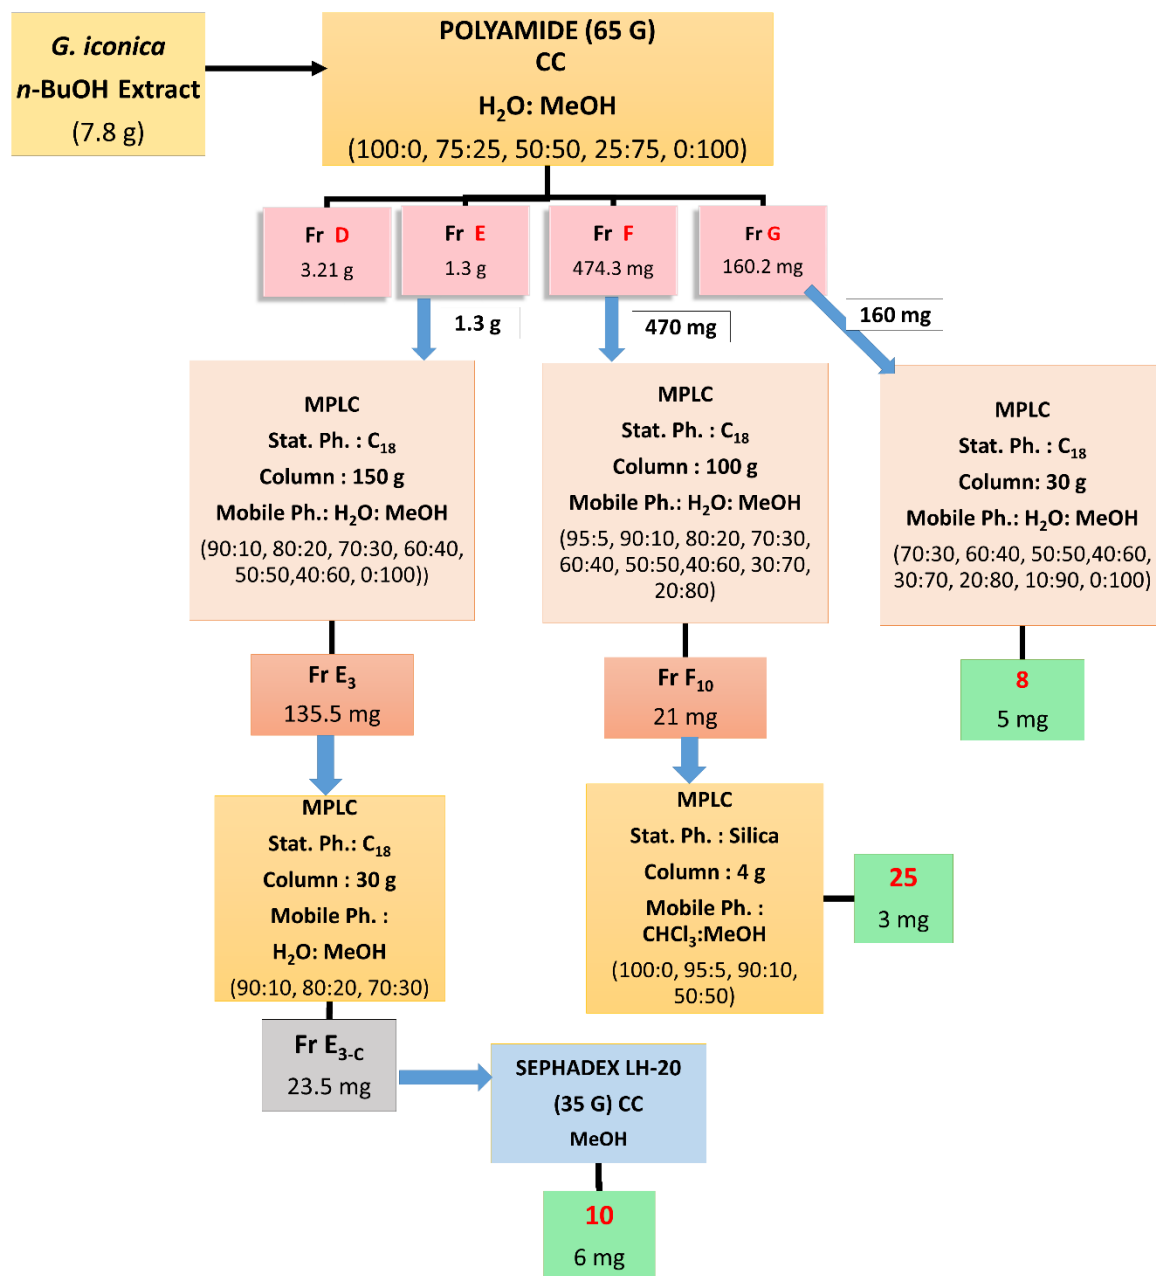 G. iconica
n-BuOH Extract
(7.8 g)
POLYAMIDE (65 G)
CC
H₂O: MeOH
(100:0, 75:25, 50:50, 25:75, 0:100)
Fr D
3.21 g
Fr E
1.3 g
Fr F
474.3 mg
Fr G
160.2 mg
1.3 g
470 mg
160 mg
MPLC
Stat. Ph. : C₁₈
Column : 150 g
Mobile Ph.: H₂O: MeOH
(90:10, 80:20, 70:30, 60:40,
50:50,40:60, 0:100))
MPLC
Stat. Ph. : C₁₈
Column : 100 g
Mobile Ph.: H₂O: MeOH
(95:5, 90:10, 80:20, 70:30,
60:40, 50:50,40:60, 30:70,
20:80)
MPLC
Stat. Ph. : C₁₈
Column: 30 g
Mobile Ph.: H₂O: MeOH
(70:30, 60:40, 50:50,40:60,
30:70, 20:80, 10:90, 0:100)
Fr E₃
135.5 mg
Fr F₁₀
21 mg
8
5 mg
MPLC
Stat. Ph.: C₁₈
Column : 30 g
Mobile Ph. :
H₂O: MeOH
(90:10, 80:20, 70:30)
MPLC
Stat. Ph. : Silica
Column : 4 g
Mobile Ph. :
CHCl₃:MeOH
(100:0, 95:5, 90:10,
50:50)
25
3 mg
Fr E₃₋C
23.5 mg
SEPHADEX LH-20
(35 G) CC
MeOH
10
6 mg